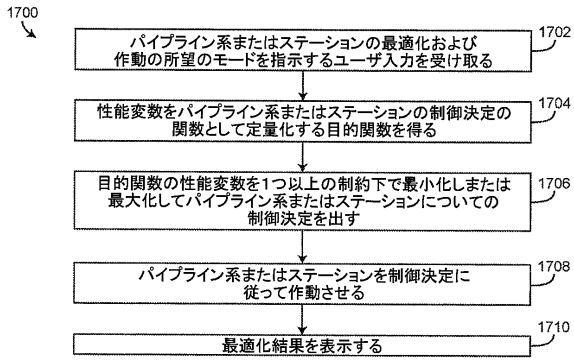 1700
パイプライン系またはステーションの最適化および
作動の所望のモードを指示するユーザ入力を受け取る
1702
性能変数をパイプライン系またはステーションの制御決定の
関数として定量化する目的関数を得る
1704
目的関数の性能変数を1つ以上の制約下で最小化しまたは
最大化してパイプライン系またはステーションについての
制御決定を出す
1706
パイプライン系またはステーションを制御決定に
従って作動させる
1708
最適化結果を表示する
1710